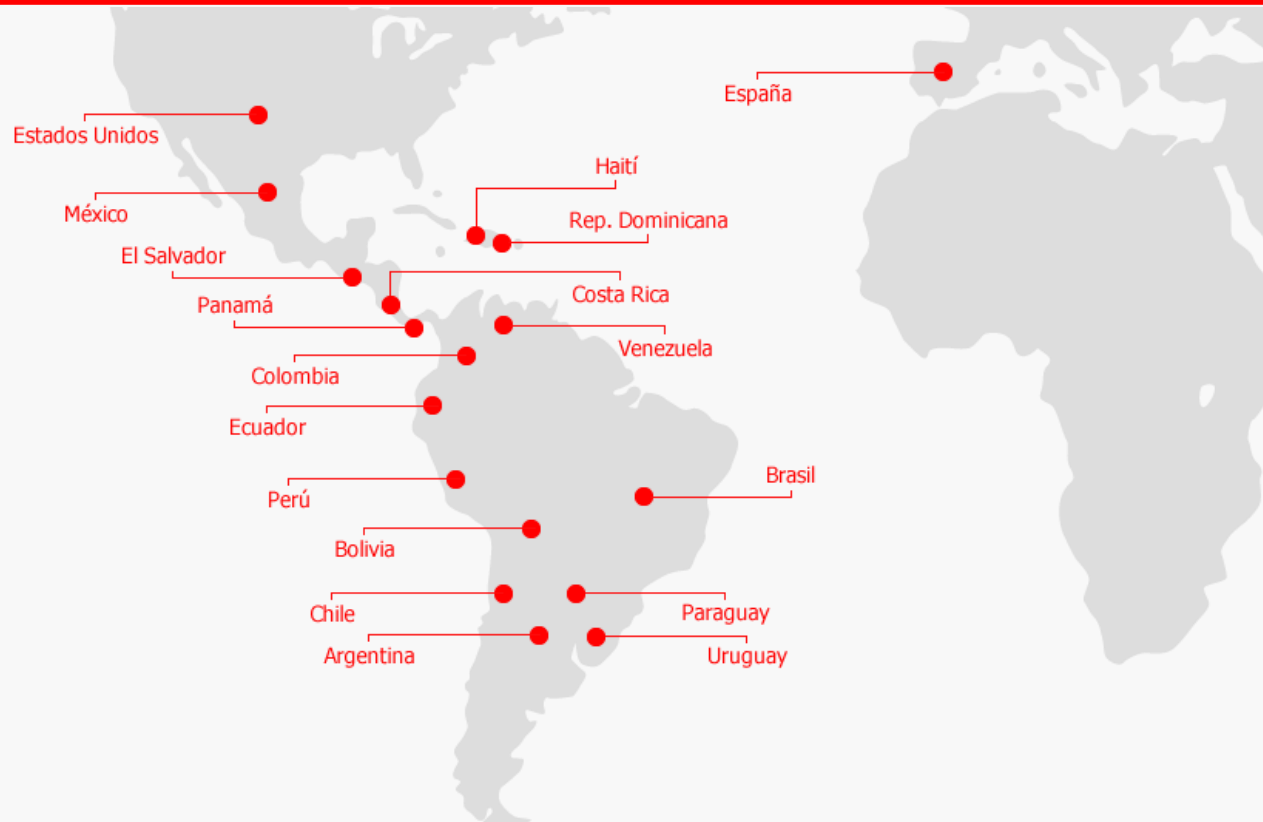 España
Estados Unidos
Haití
México
Rep. Dominicana
El Salvador
Costa Rica
Panamá
Venezuela
Colombia
Ecuador
Brasil
Perú
Bolivia
Chile
Paraguay
Argentina
Uruguay